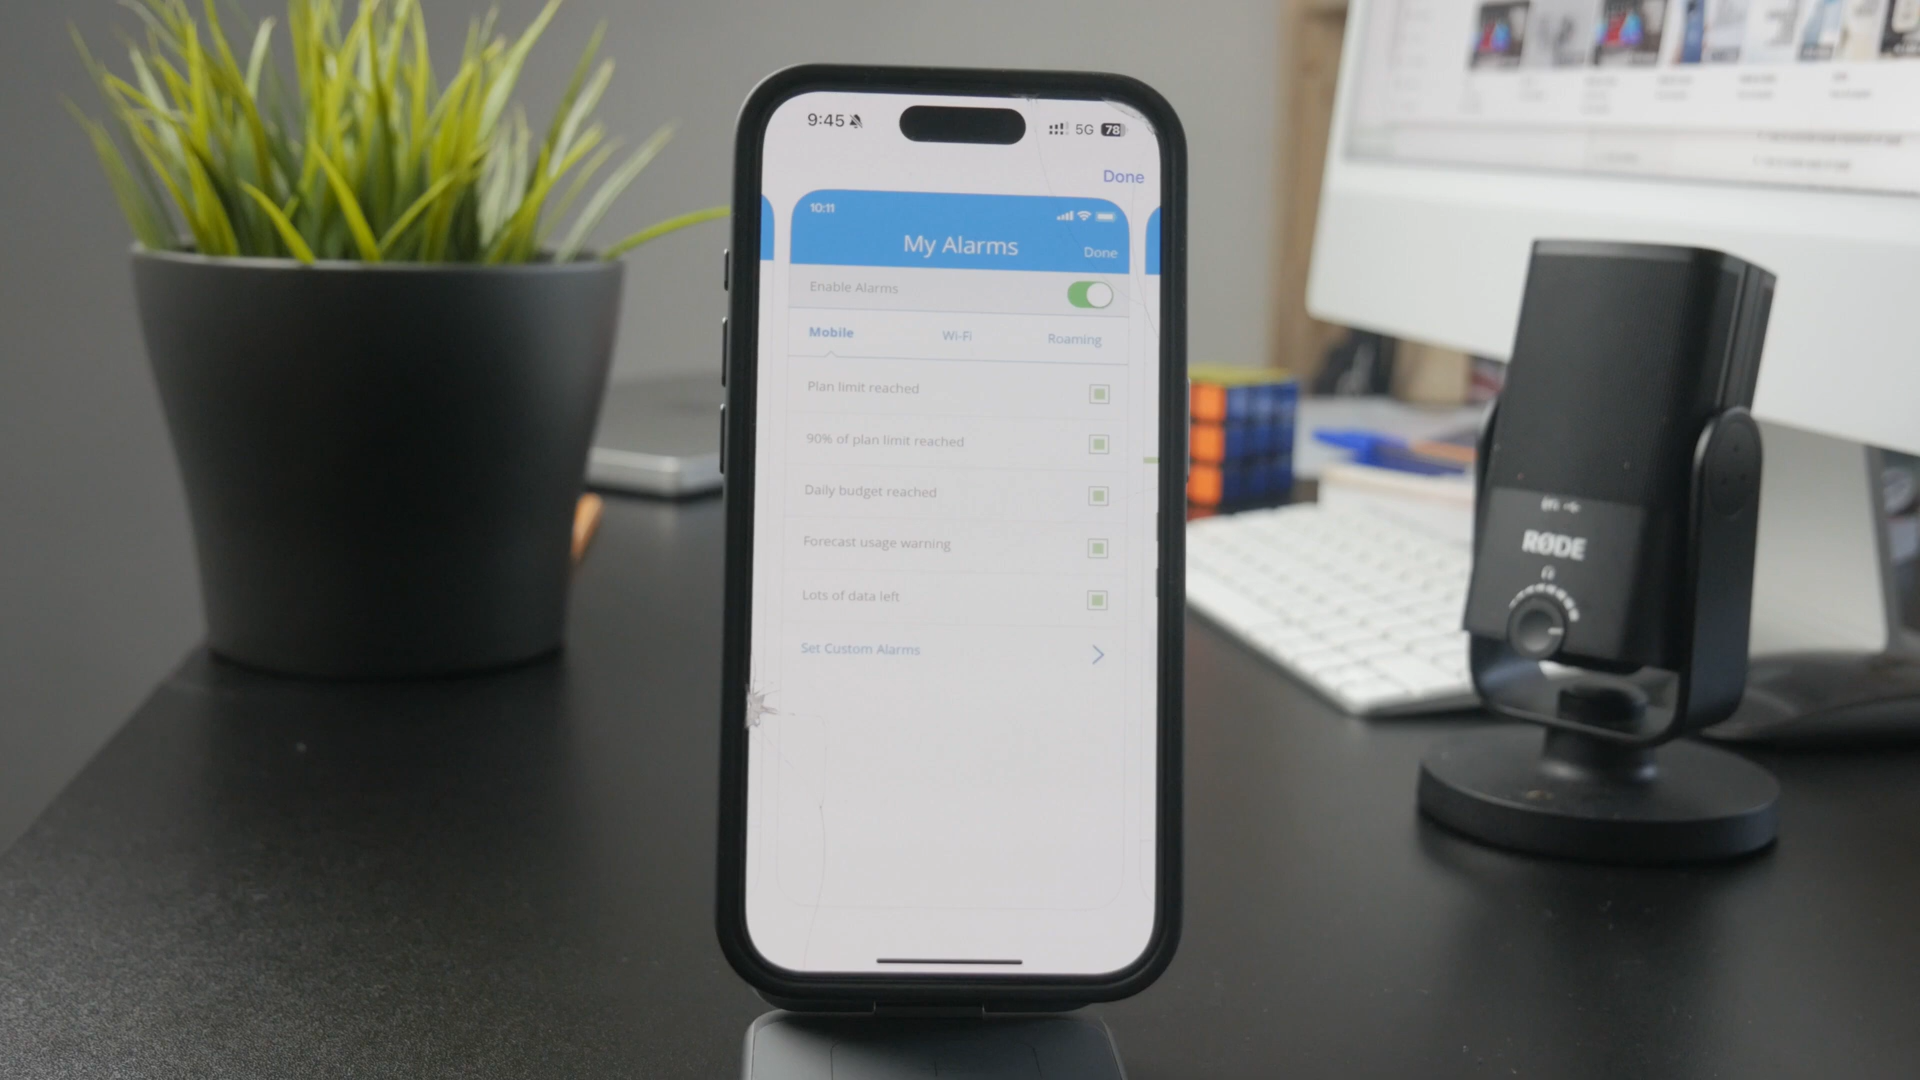 9:45
5G 78
Done
10:11
My Alarms
Done
Enable Alarms
Mobile
Wi-Fi
Roaming
Plan limit reached
90% of plan limit reached
Daily budget reached
Forecast usage warning
Lots of data left
Set Custom Alarms
RØDE